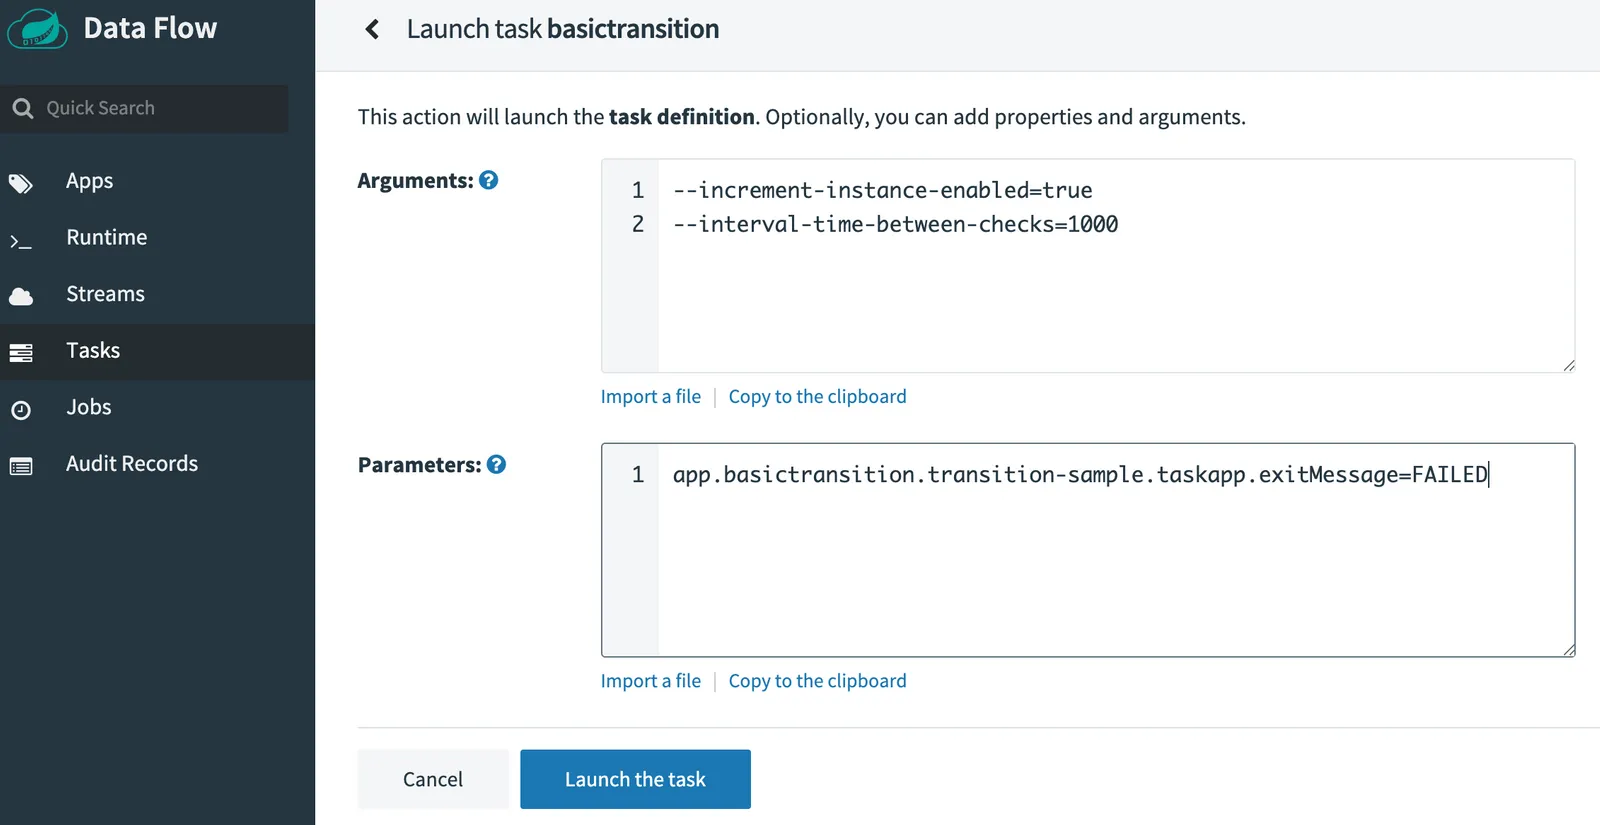 Data Flow
Quick Search
Apps
Runtime
Streams
Tasks
Jobs
Audit Records
Launch task basictransition
This action will launch the task definition. Optionally, you can add properties and arguments.
Arguments: ?
1 --increment-instance-enabled=true
2 --interval-time-between-checks=1000
Import a file | Copy to the clipboard
Parameters: ?
1 app.basictransition.transition-sample.taskapp.exitMessage=FAILED
Import a file | Copy to the clipboard
Cancel
Launch the task